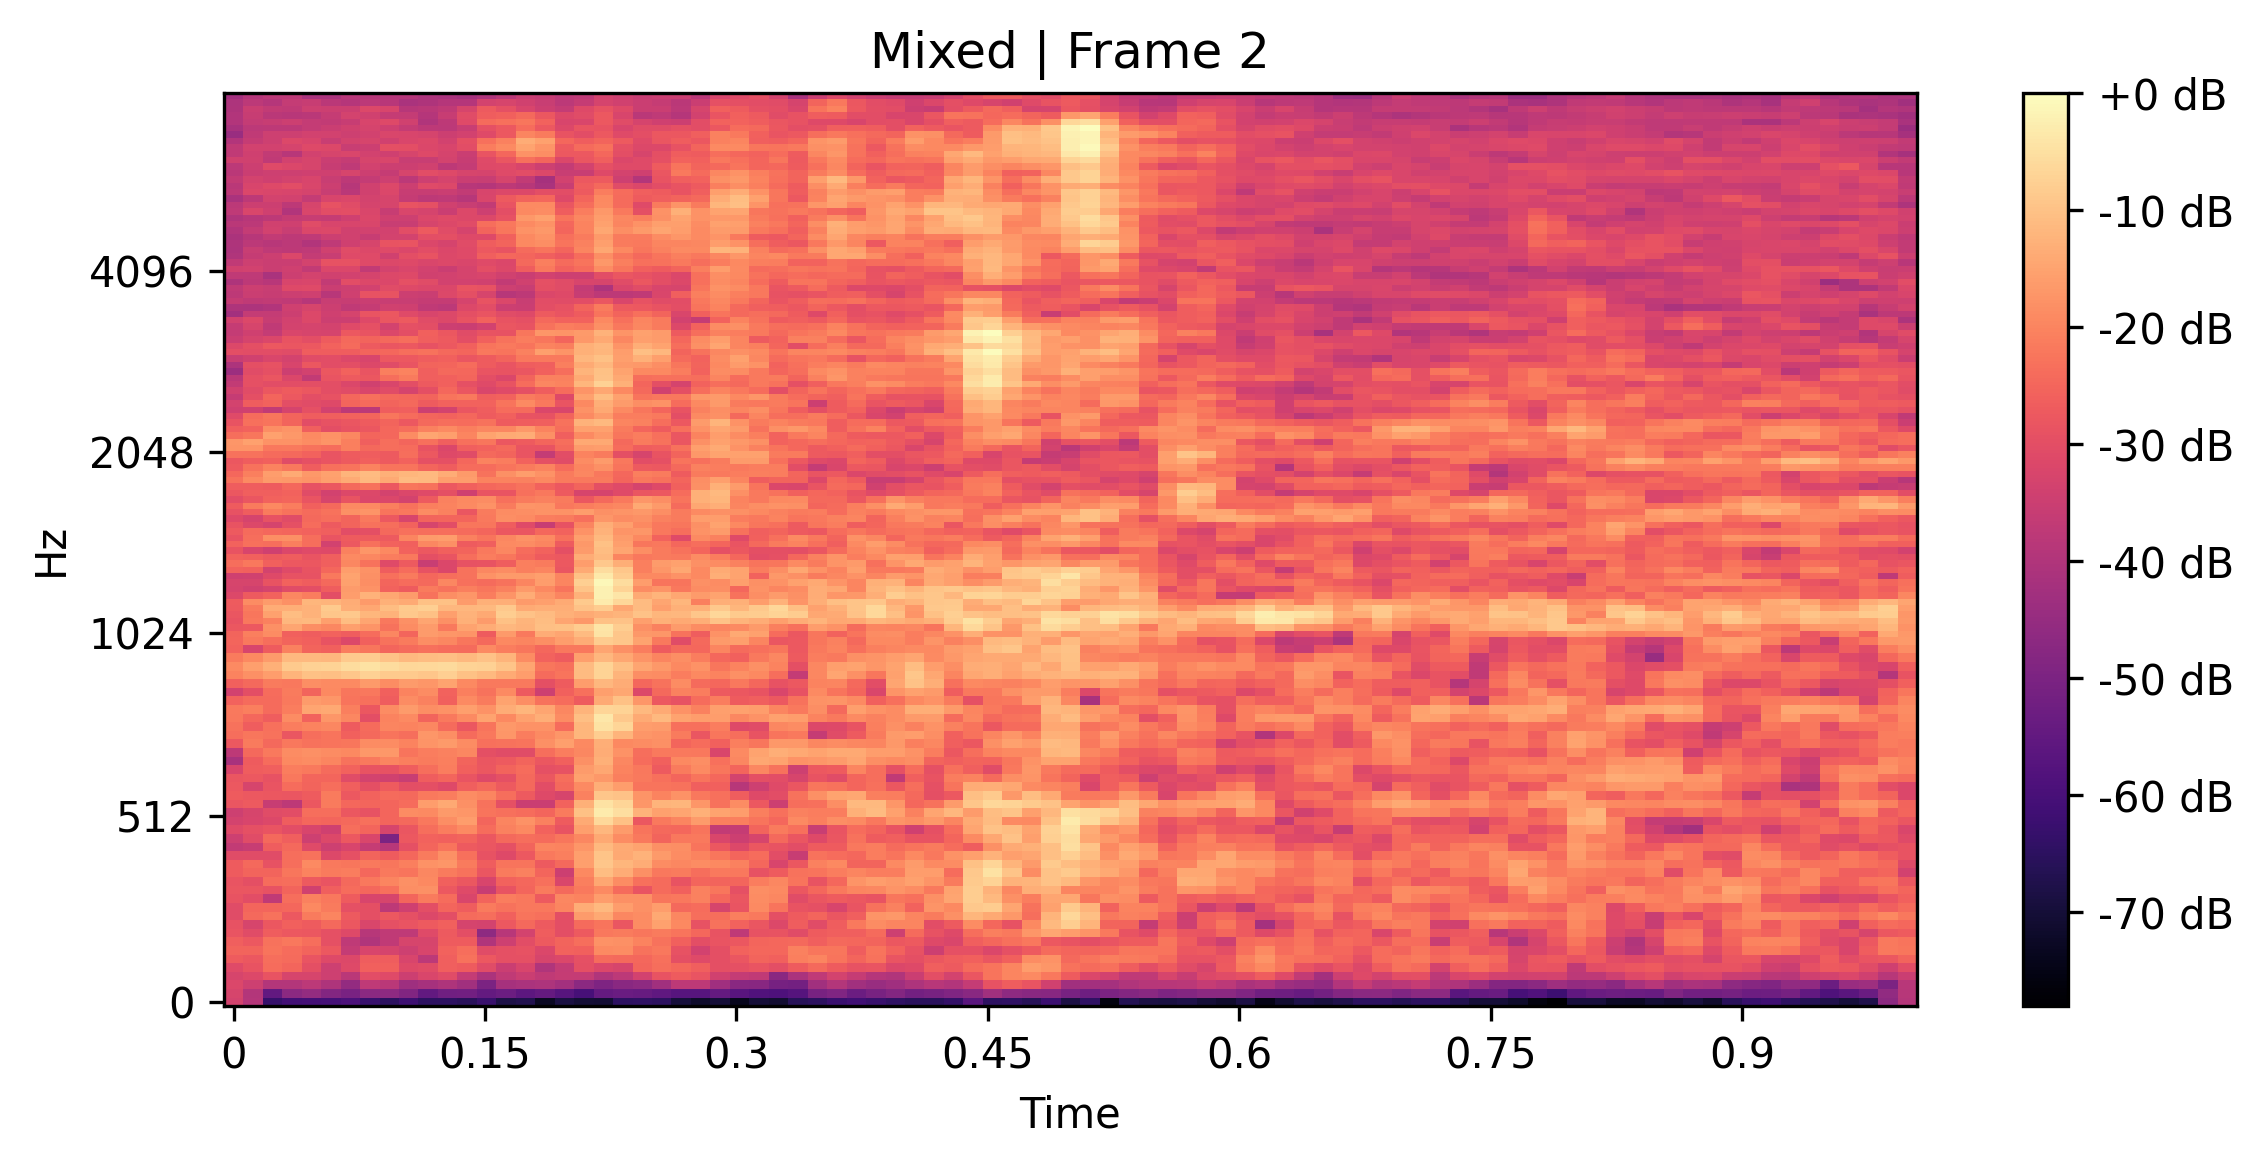 Mixed | Frame 2
Hz
4096
2048
1024
512
0
0 0.15 0.3 0.45 0.6 0.75 0.9
Time
+0 dB
-10 dB
-20 dB
-30 dB
-40 dB
-50 dB
-60 dB
-70 dB